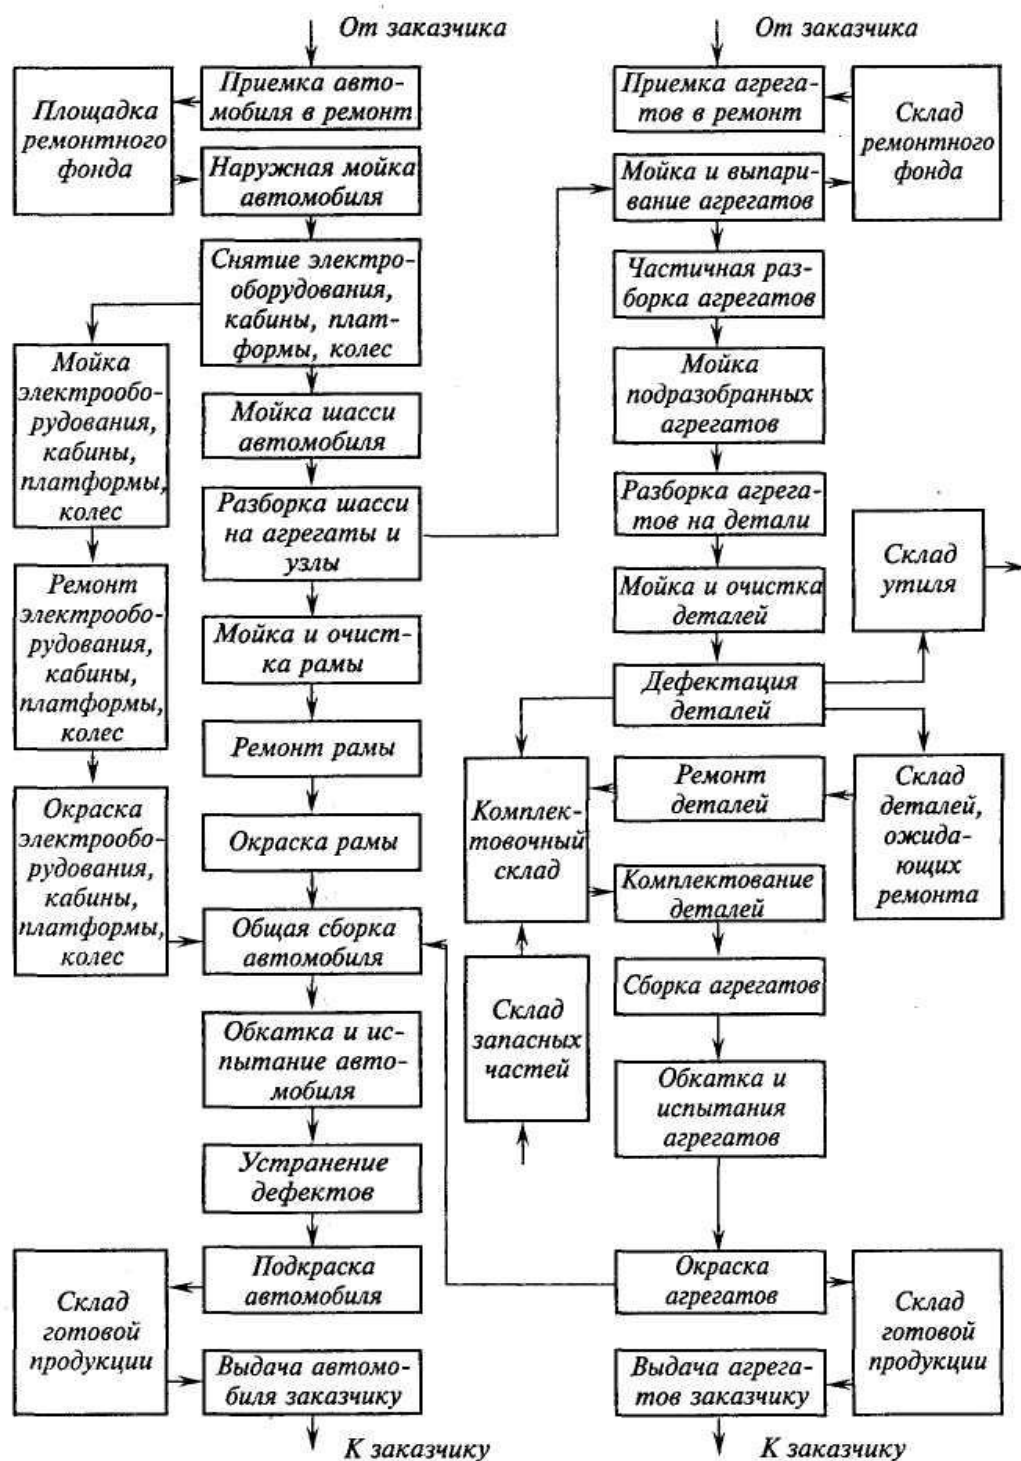 От заказчика
Приемка авто-
мобиля в ремонт
Площадка
ремонтного
фонда
Наружная мойка
автомобиля
Снятие электро-
оборудования,
кабины, плат-
формы, колес
Мойка
электрообо-
рудования,
кабины,
платформы,
колес
Мойка шасси
автомобиля
Разборка шасси
на агрегаты и
узлы
Ремонт
электрообо-
рудования,
кабины,
платформы,
колес
Мойка и очист-
ка рамы
Ремонт рамы
Окраска
электрообо-
рудования,
кабины,
платформы,
колес
Окраска рамы
Общая сборка
автомобиля
Обкатка и ис-
пытание авто-
мобиля
Устранение
дефектов
Подкраска
автомобиля
Склад
готовой
продукции
Выдача автомо-
биля заказчику
К заказчику
От заказчика
Приемка агрега-
тов в ремонт
Склад
ремонтного
фонда
Мойка и выпари-
вание агрегатов
Частичная раз-
борка агрегатов
Мойка
подразобранных
агрегатов
Разборка агрега-
тов на детали
Мойка и очистка
деталей
Склад
утиля
Дефектация
деталей
Ремонт
деталей
Склад
деталей,
ожида-
ющих
ремонта
Комплек-
товочный
склад
Комплектование
деталей
Склад
запасных
частей
Сборка агрегатов
Обкатка и
испытания
агрегатов
Окраска
агрегатов
Склад
готовой
продукции
Выдача агрега-
тов заказчику
К заказчику